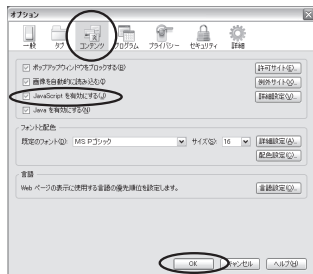 オプション
一般 タブ コンテンツ プログラム プライバシー セキュリティ 詳細
ポップアップウィンドウをブロックする(B) 許可サイト(E)...
画像を自動的に読み込む(I) 例外サイト(X)...
JavaScript を有効にする(J) 詳細設定(V)...
Java を有効にする(N)
フォントと配色
既定のフォント(D): MS Pゴシック サイズ(S): 16 詳細設定(A)...
配色設定(C)...
言語
Web ページの表示に使用する言語の優先順位を設定します。 言語設定(O)...
OK キャンセル ヘルプ(H)